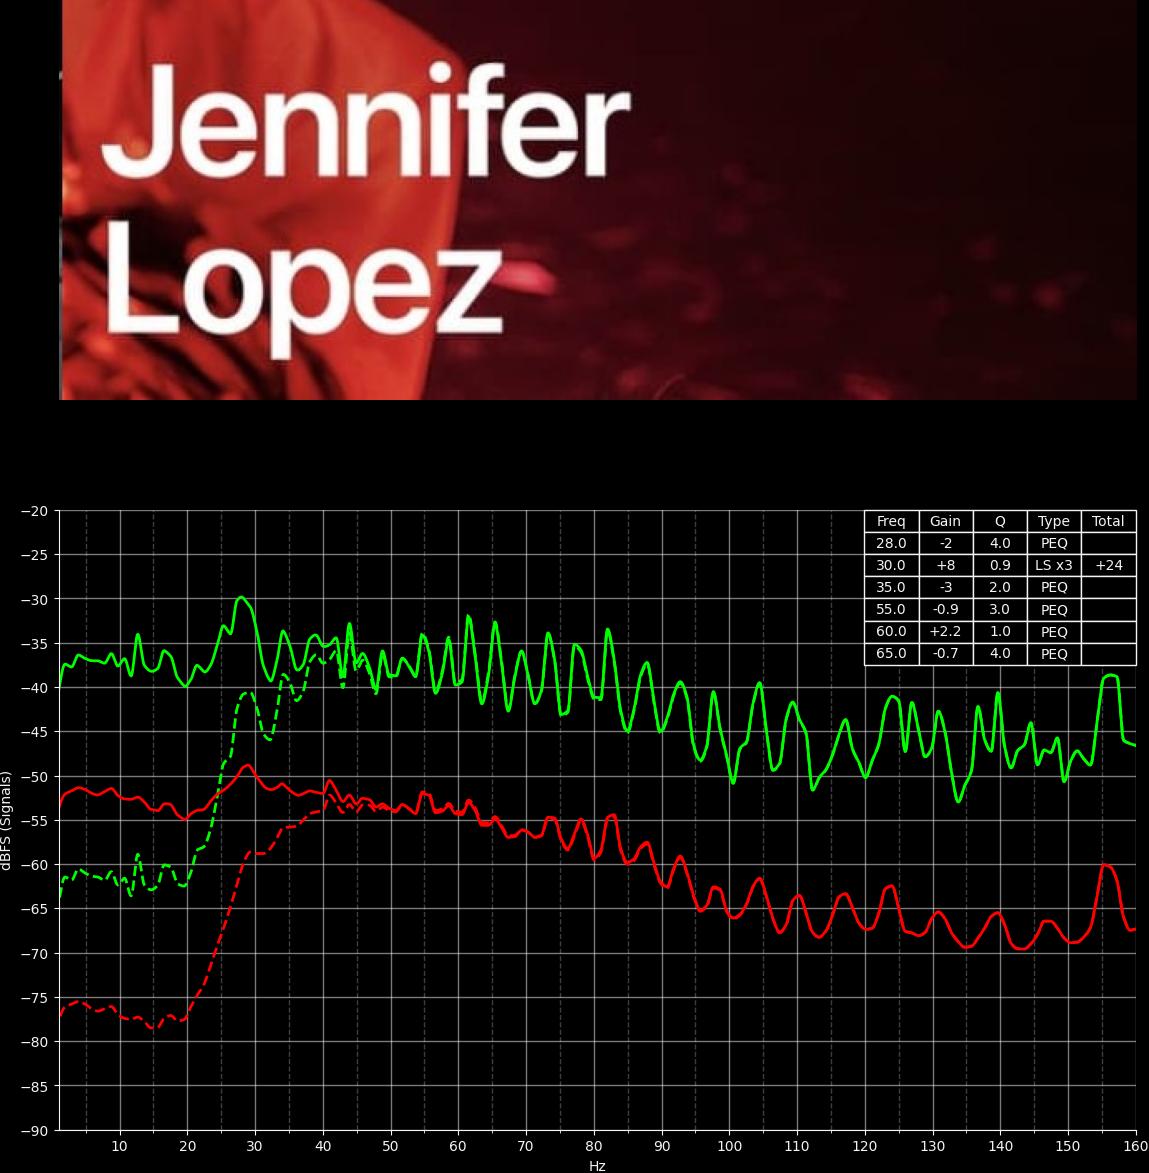 Jennifer
Lopez
−20
−25
−30
−35
−40
−45
−50
−55
−60
−65
−70
−75
−80
−85
−90
dBFS (Signals)
Freq Gain Q Type Total
28.0 -2 4.0 PEQ
30.0 +8 0.9 LS x3 +24
35.0 -3 2.0 PEQ
55.0 -0.9 3.0 PEQ
60.0 +2.2 1.0 PEQ
65.0 -0.7 4.0 PEQ
10 20 30 40 50 60 70 80 90 100 110 120 130 140 150 160
Hz